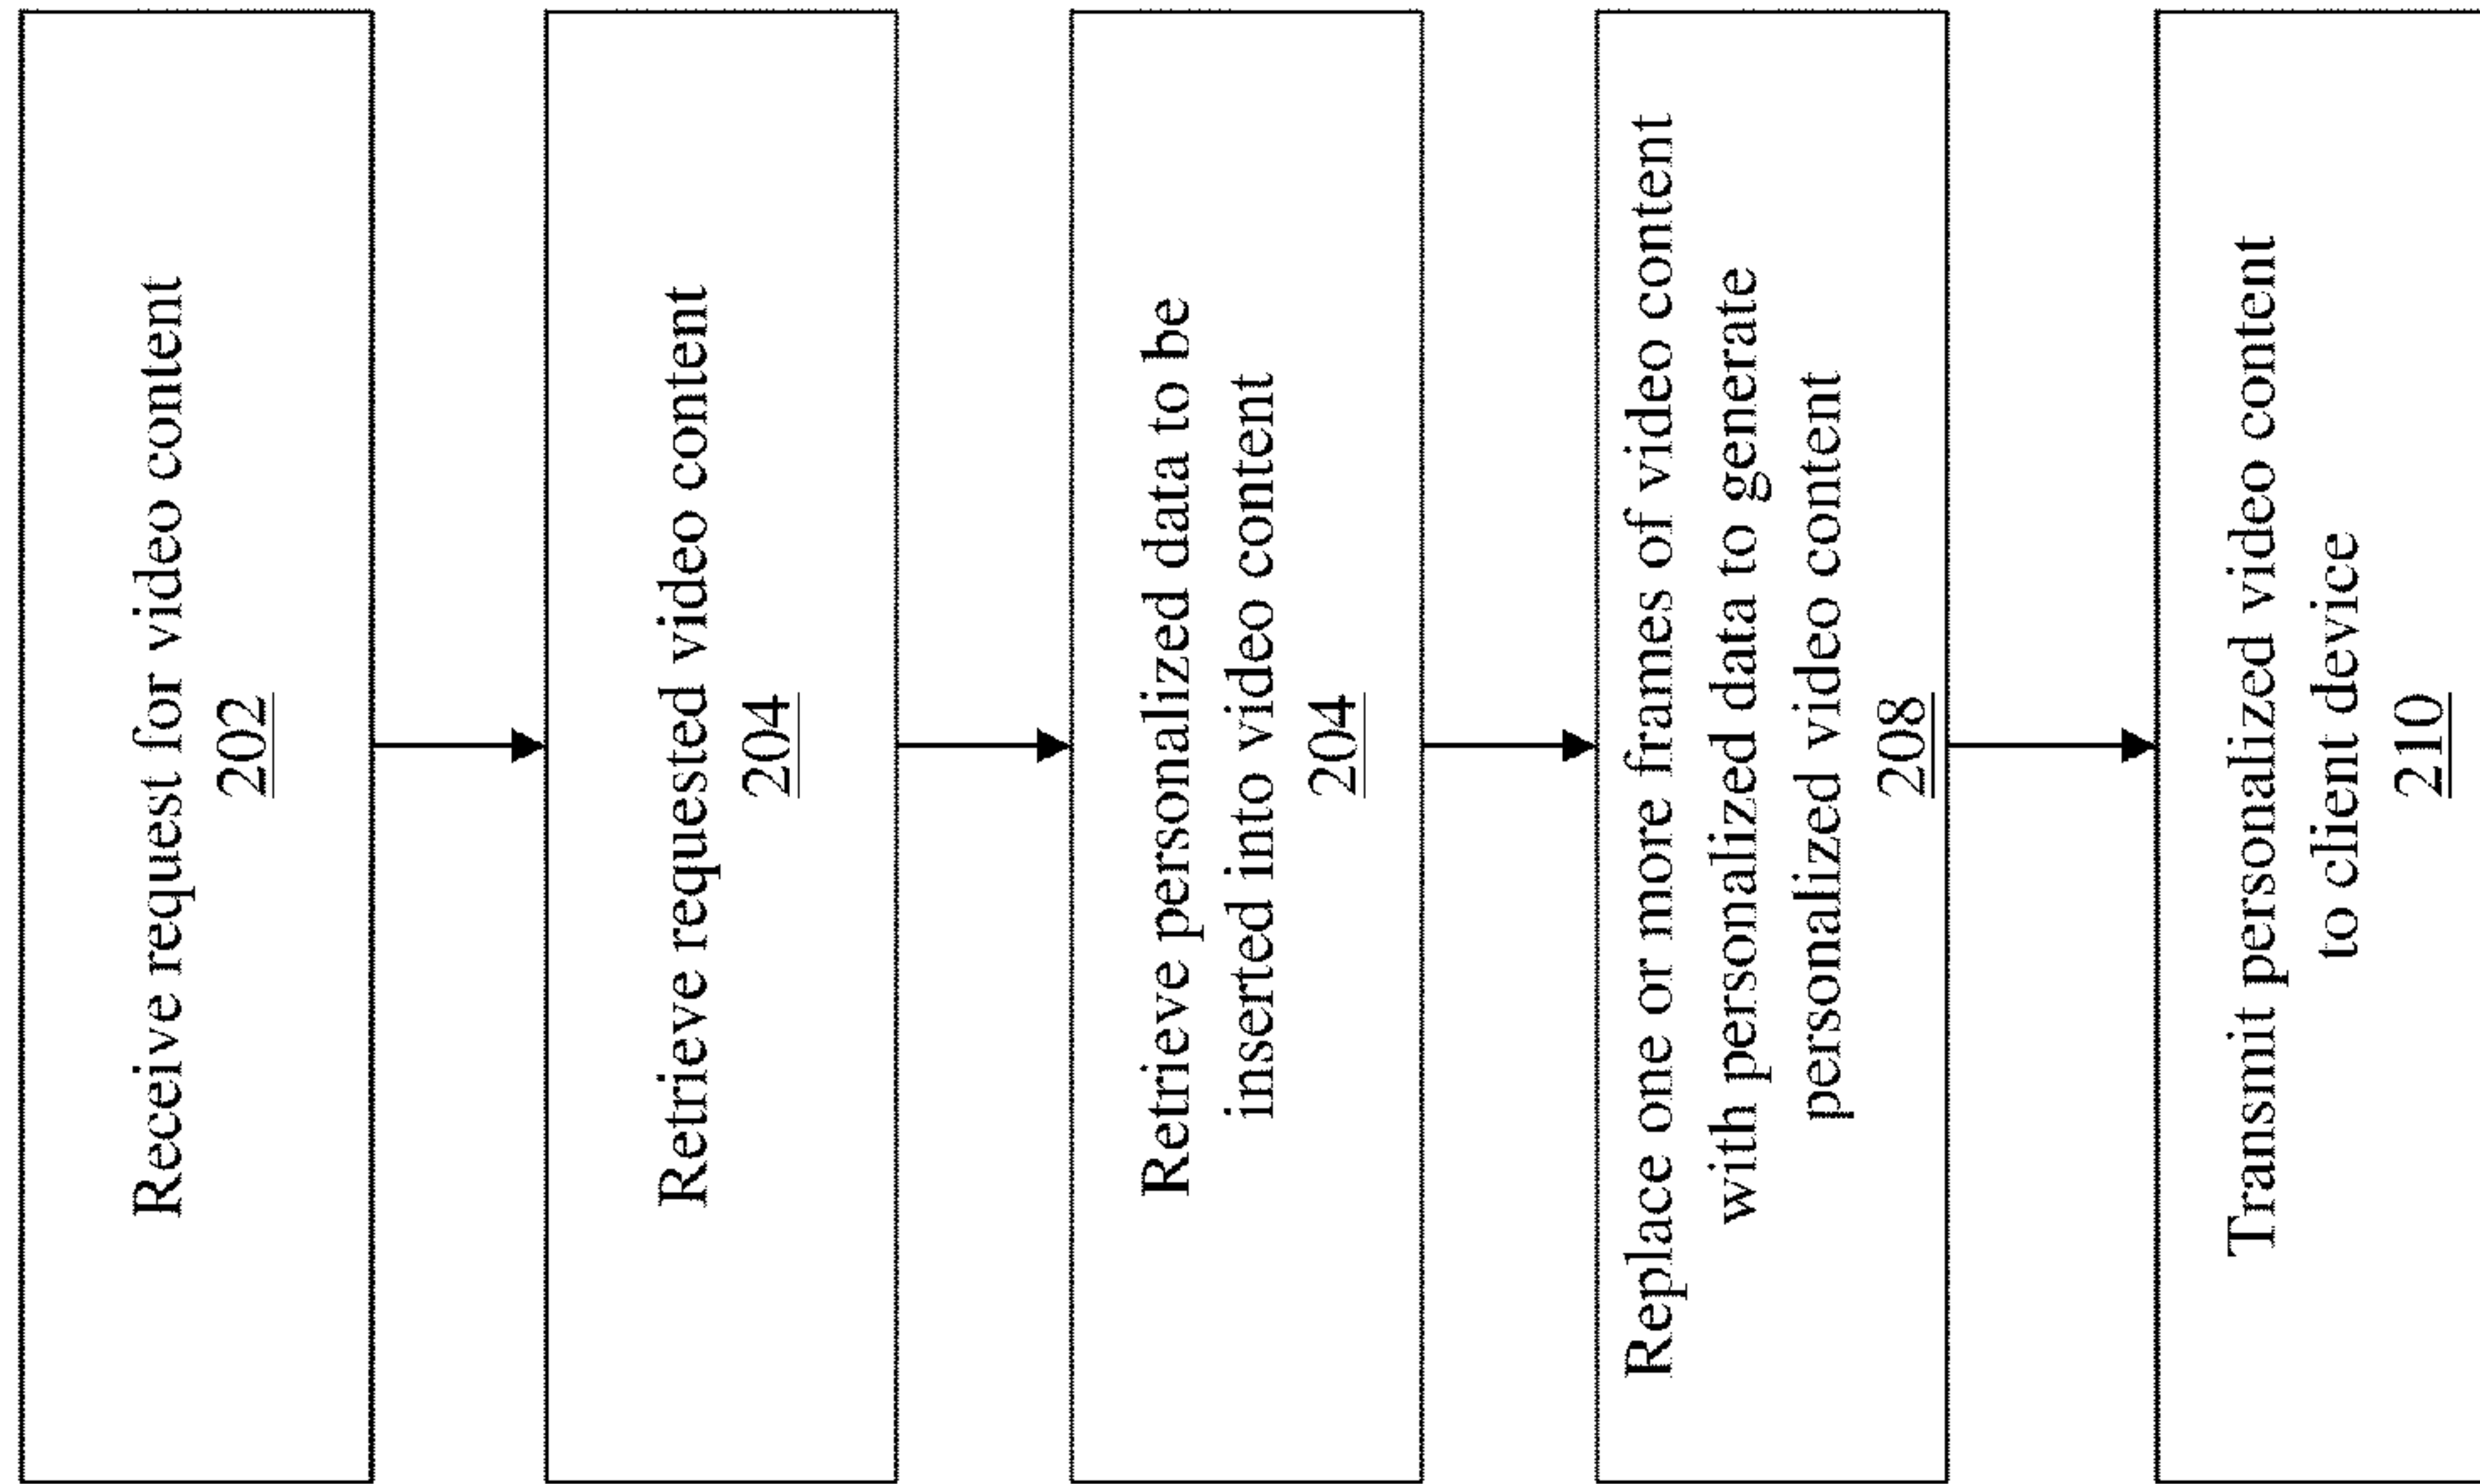 Receive request for video content
202
Retrieve requested video content
204
Retrieve personalized data to be
inserted into video content
204
Replace one or more frames of video content
with personalized data to generate
personalized video content
208
Transmit personalized video content
to client device
210